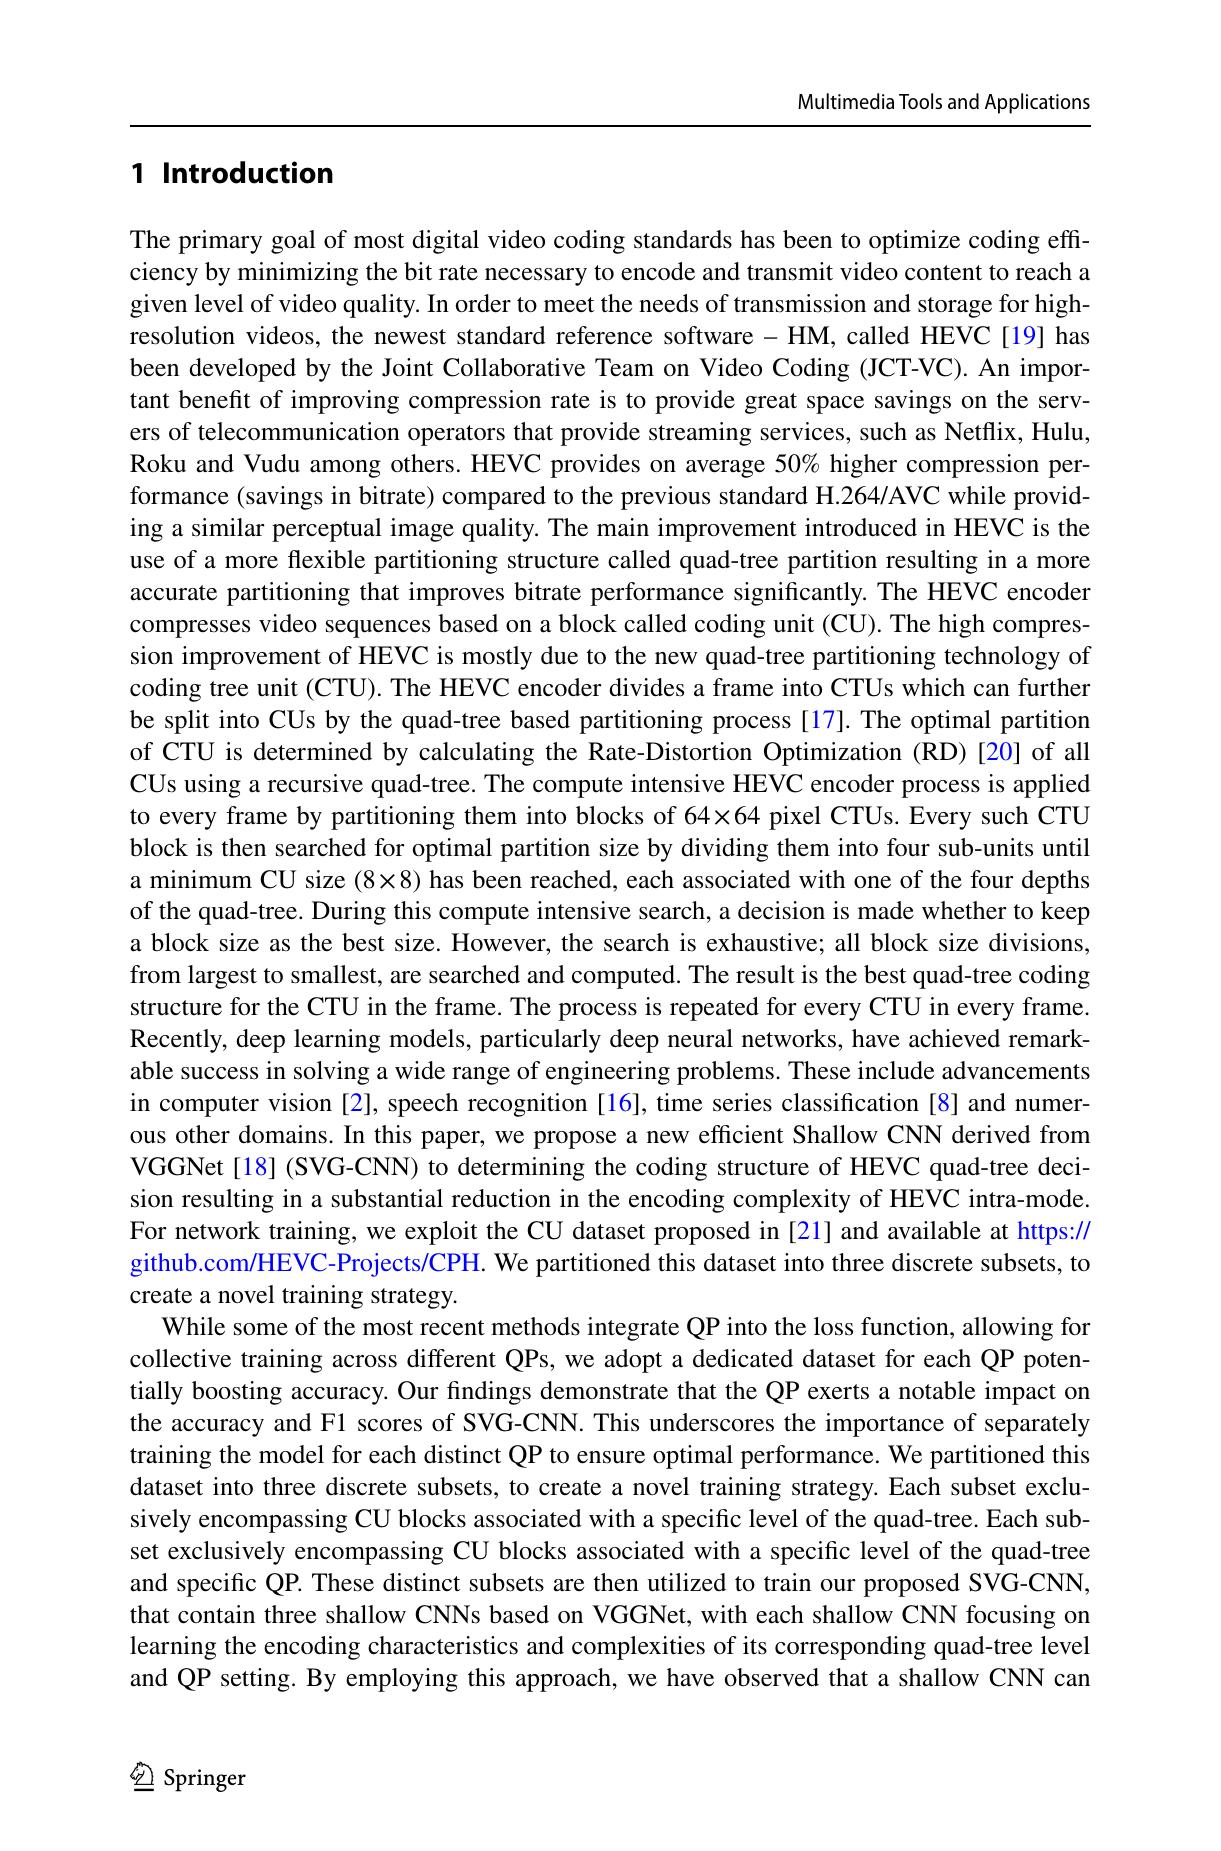 Multimedia Tools and Applications
1 Introduction
The primary goal of most digital video coding standards has been to optimize coding effi-
ciency by minimizing the bit rate necessary to encode and transmit video content to reach a
given level of video quality. In order to meet the needs of transmission and storage for high-
resolution videos, the newest standard reference software – HM, called HEVC [19] has
been developed by the Joint Collaborative Team on Video Coding (JCT-VC). An impor-
tant benefit of improving compression rate is to provide great space savings on the serv-
ers of telecommunication operators that provide streaming services, such as Netflix, Hulu,
Roku and Vudu among others. HEVC provides on average 50% higher compression per-
formance (savings in bitrate) compared to the previous standard H.264/AVC while provid-
ing a similar perceptual image quality. The main improvement introduced in HEVC is the
use of a more flexible partitioning structure called quad-tree partition resulting in a more
accurate partitioning that improves bitrate performance significantly. The HEVC encoder
compresses video sequences based on a block called coding unit (CU). The high compres-
sion improvement of HEVC is mostly due to the new quad-tree partitioning technology of
coding tree unit (CTU). The HEVC encoder divides a frame into CTUs which can further
be split into CUs by the quad-tree based partitioning process [17]. The optimal partition
of CTU is determined by calculating the Rate-Distortion Optimization (RD) [20] of all
CUs using a recursive quad-tree. The compute intensive HEVC encoder process is applied
to every frame by partitioning them into blocks of 64×64 pixel CTUs. Every such CTU
block is then searched for optimal partition size by dividing them into four sub-units until
a minimum CU size (8×8) has been reached, each associated with one of the four depths
of the quad-tree. During this compute intensive search, a decision is made whether to keep
a block size as the best size. However, the search is exhaustive; all block size divisions,
from largest to smallest, are searched and computed. The result is the best quad-tree coding
structure for the CTU in the frame. The process is repeated for every CTU in every frame.
Recently, deep learning models, particularly deep neural networks, have achieved remark-
able success in solving a wide range of engineering problems. These include advancements
in computer vision [2], speech recognition [16], time series classification [8] and numer-
ous other domains. In this paper, we propose a new efficient Shallow CNN derived from
VGGNet [18] (SVG-CNN) to determining the coding structure of HEVC quad-tree deci-
sion resulting in a substantial reduction in the encoding complexity of HEVC intra-mode.
For network training, we exploit the CU dataset proposed in [21] and available at https://
github.com/HEVC-Projects/CPH. We partitioned this dataset into three discrete subsets, to
create a novel training strategy.
While some of the most recent methods integrate QP into the loss function, allowing for
collective training across different QPs, we adopt a dedicated dataset for each QP poten-
tially boosting accuracy. Our findings demonstrate that the QP exerts a notable impact on
the accuracy and F1 scores of SVG-CNN. This underscores the importance of separately
training the model for each distinct QP to ensure optimal performance. We partitioned this
dataset into three discrete subsets, to create a novel training strategy. Each subset exclu-
sively encompassing CU blocks associated with a specific level of the quad-tree. Each sub-
set exclusively encompassing CU blocks associated with a specific level of the quad-tree
and specific QP. These distinct subsets are then utilized to train our proposed SVG-CNN,
that contain three shallow CNNs based on VGGNet, with each shallow CNN focusing on
learning the encoding characteristics and complexities of its corresponding quad-tree level
and QP setting. By employing this approach, we have observed that a shallow CNN can
Springer